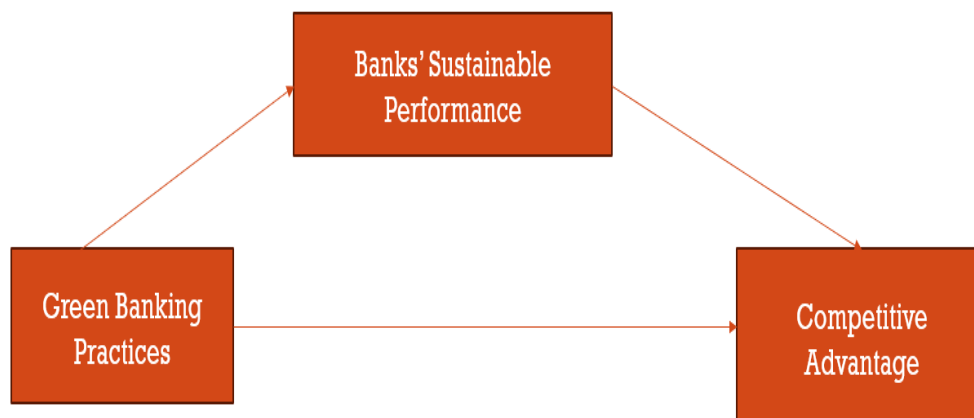 Banks’ Sustainable
Performance
Green Banking
Practices
Competitive
Advantage